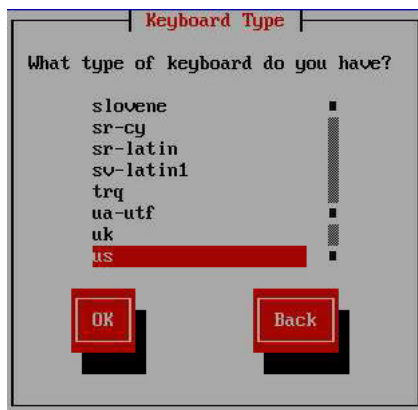 Keyboard Type
What type of keyboard do you have?
slovene
sr-cy
sr-latin
sv-latin1
trq
ua-utf
uk
us
OK Back